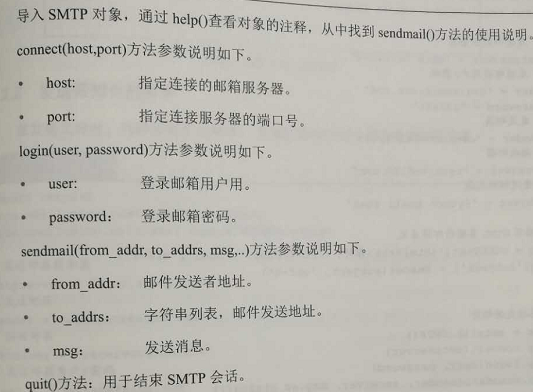 导入 SMTP 对象，通过 help()查看对象的注释，从中找到 sendmail()方法的使用说明。
connect(host,port)方法参数说明如下。
• host: 指定连接的邮箱服务器。
• port: 指定连接服务器的端口号。
login(user, password)方法参数说明如下。
• user: 登录邮箱用户用。
• password： 登录邮箱密码。
sendmail(from_addr, to_addrs, msg,..)方法参数说明如下。
• from_addr： 邮件发送者地址。
• to_addrs： 字符串列表，邮件发送地址。
• msg： 发送消息。
quit()方法：用于结束 SMTP 会话。